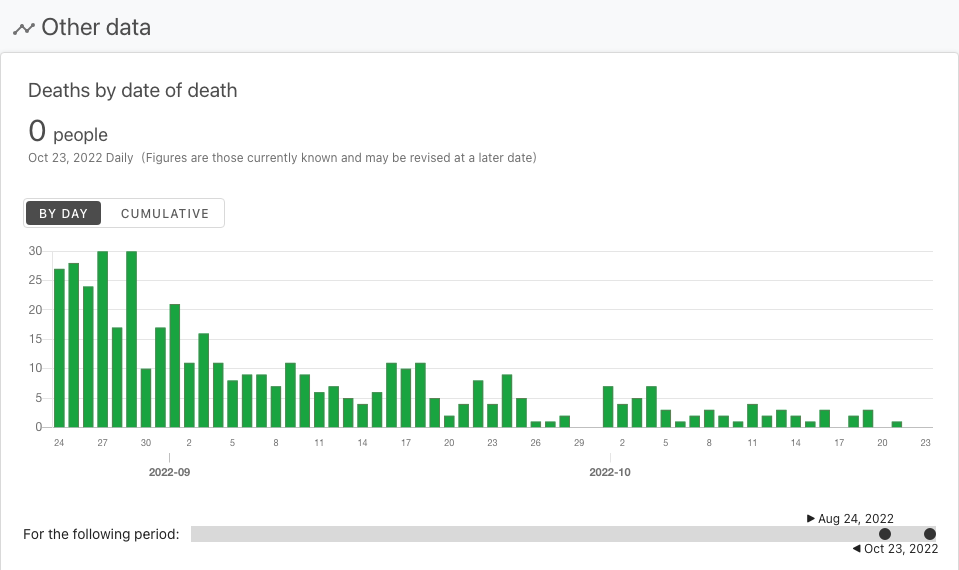 Other data
Deaths by date of death
0 people
Oct 23, 2022 Daily (Figures are those currently known and may be revised at a later date)
BY DAY CUMULATIVE
30
25
20
15
10
5
0
24 27 30 2 5 8 11 14 17 20 23 26 29 2 5 8 11 14 17 20 23
2022-09 2022-10
Aug 24, 2022
For the following period:
Oct 23, 2022